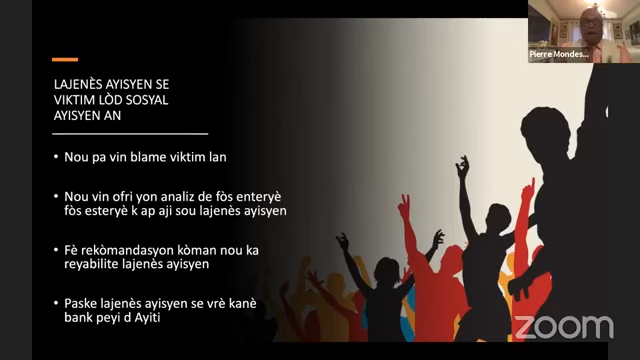 Pierre Mondes...
LAJENÈS AYISYEN SE
VIKTIM LÒD SOSYAL
AYISYEN AN
• Nou pa vin blame viktim lan
• Nou vin ofri yon analiz de fòs enteryè
fòs esteryè k ap aji sou lajenès ayisyen
• Fè rekòmandasyon kòman nou ka
reyabilite lajenès ayisyen
• Paske lajenès ayisyen se vrè kanè
bank peyi d Ayiti
zoom